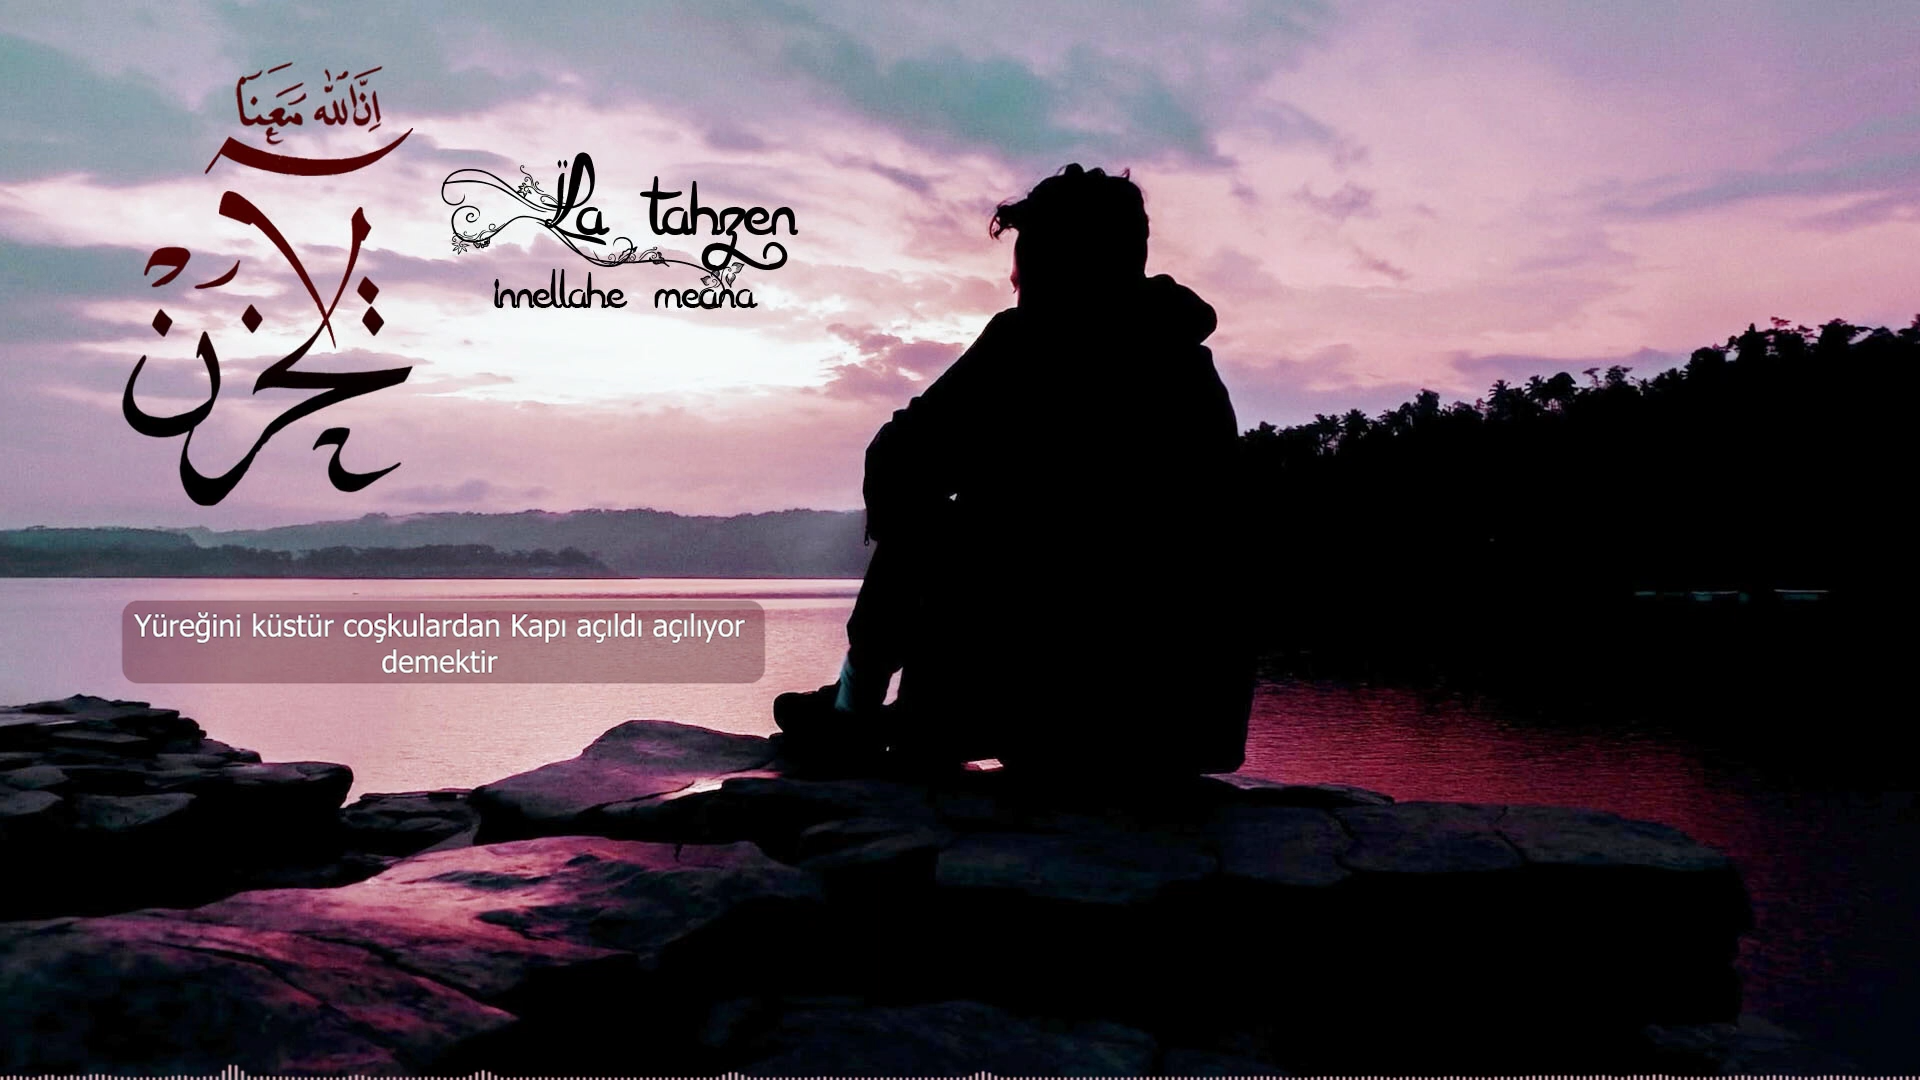 اِنَّ اللّٰهَ مَعَنَا
لَا تَحْزَنْ
La tahzen
innellahe meana
Yüreğini küstür coşkulardan Kapı açıldı açılıyor
demektir